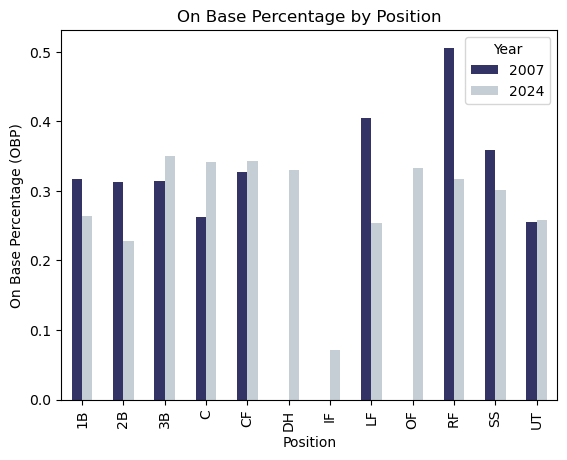 On Base Percentage by Position
On Base Percentage (OBP)
0.5
0.4
0.3
0.2
0.1
0.0
Year
2007
2024
1B 2B 3B C CF DH IF LF OF RF SS UT
Position